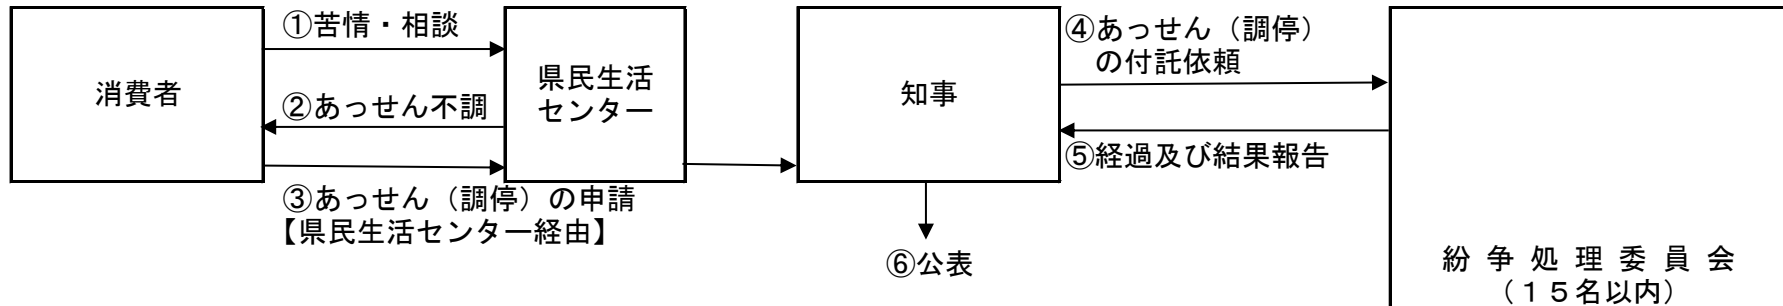 ①苦情・相談
消費者
②あっせん不調
③あっせん（調停）の申請
【県民生活センター経由】
県民生活
センター
知事
④あっせん（調停）
の付託依頼
⑤経過及び結果報告
⑥公表
紛争処理委員会
（１５名以内）